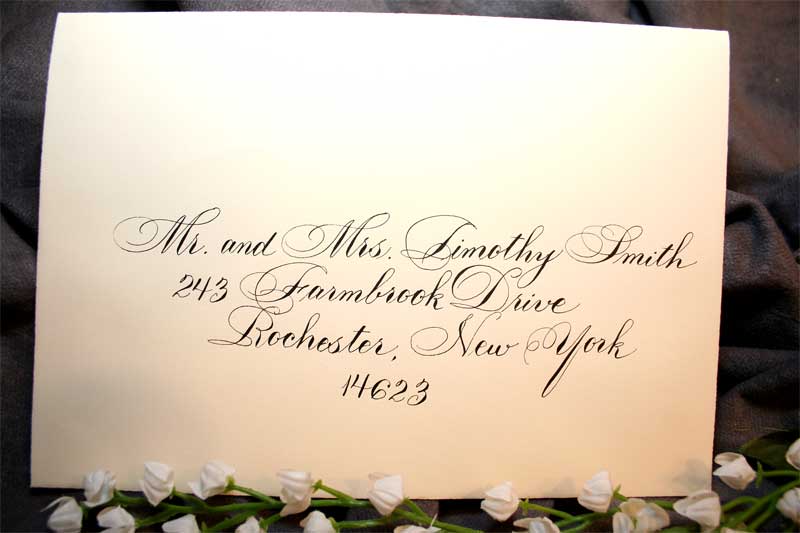 Mr. and Mrs. Timothy Smith
243 Farmbrook Drive
Rochester, New York
14623